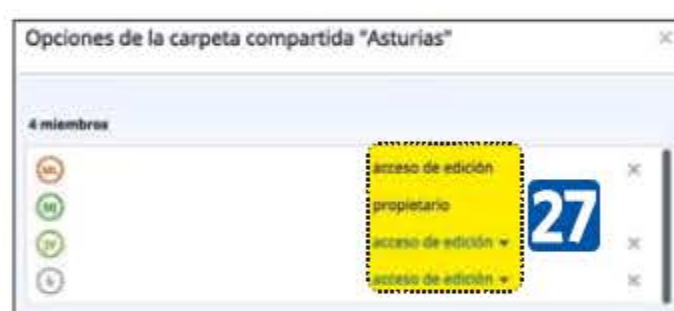 Opciones de la carpeta compartida "Asturias"
4 miembros
acceso de edición
propietario
acceso de edición
acceso de edición
27